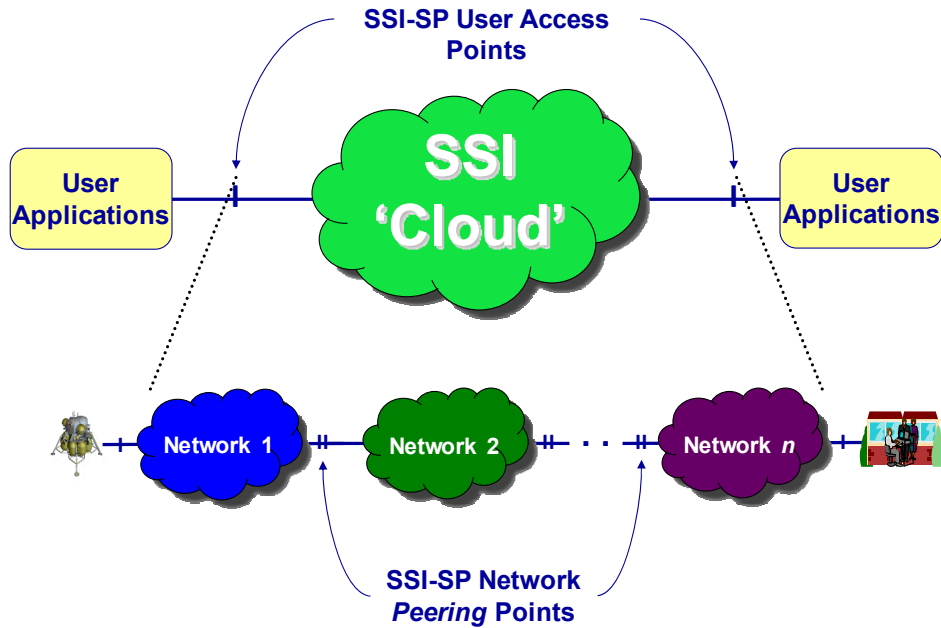 SSI-SP User Access
Points
SSI
‘Cloud’
User
Applications
User
Applications
Network 1
Network 2
. .
Network n
SSI-SP Network
Peering Points